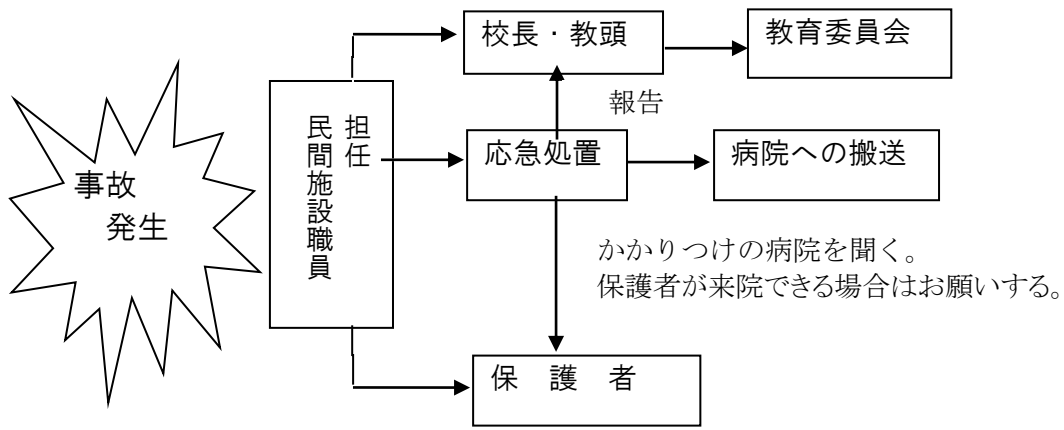 校長・教頭
教育委員会
報告
担任
民間施設職員
応急処置
病院への搬送
事故
発生
かかりつけの病院を聞く。
保護者が来院できる場合はお願いする。
保　護　者